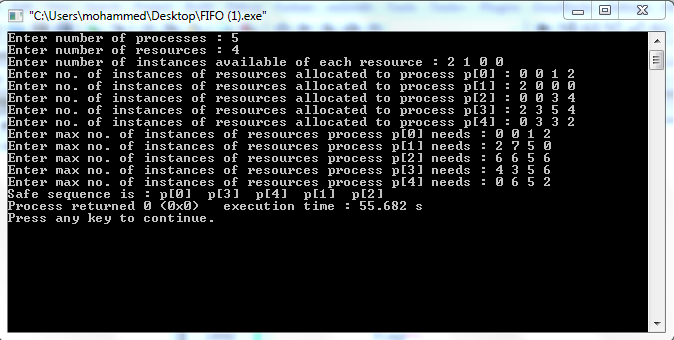 "C:\Users\mohammed\Desktop\FIFO (1).exe"
Enter number of processes : 5
Enter number of resources : 4
Enter number of instances available of each resource : 2 1 0 0
Enter no. of instances of resources allocated to process p[0] : 0 0 1 2
Enter no. of instances of resources allocated to process p[1] : 2 0 0 0
Enter no. of instances of resources allocated to process p[2] : 0 0 3 4
Enter no. of instances of resources allocated to process p[3] : 2 3 5 4
Enter no. of instances of resources allocated to process p[4] : 0 3 3 2
Enter max no. of instances of resources process p[0] needs : 0 0 1 2
Enter max no. of instances of resources process p[1] needs : 2 7 5 0
Enter max no. of instances of resources process p[2] needs : 6 6 5 6
Enter max no. of instances of resources process p[3] needs : 4 3 5 6
Enter max no. of instances of resources process p[4] needs : 0 6 5 2
Safe sequence is : p[0]  p[3]  p[4]  p[1]  p[2]
Process returned 0 (0x0)   execution time : 55.682 s
Press any key to continue.